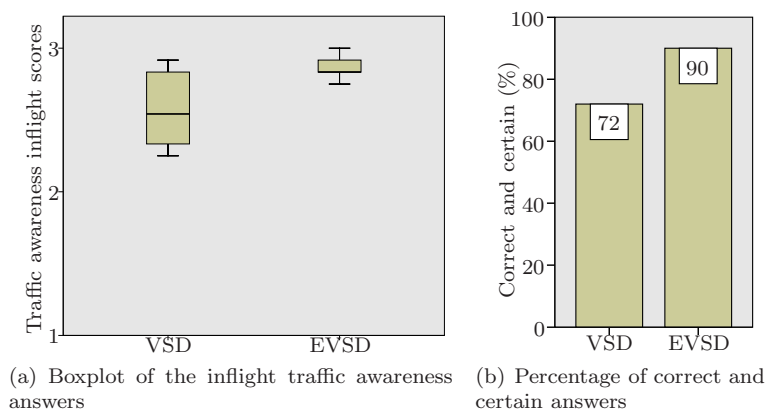 Traffic awareness inflight scores
3
2
1
VSD
EVSD
(a) Boxplot of the inflight traffic awareness
answers
Correct and certain (%)
100
80
60
40
20
0
72
90
VSD
EVSD
(b) Percentage of correct and
certain answers